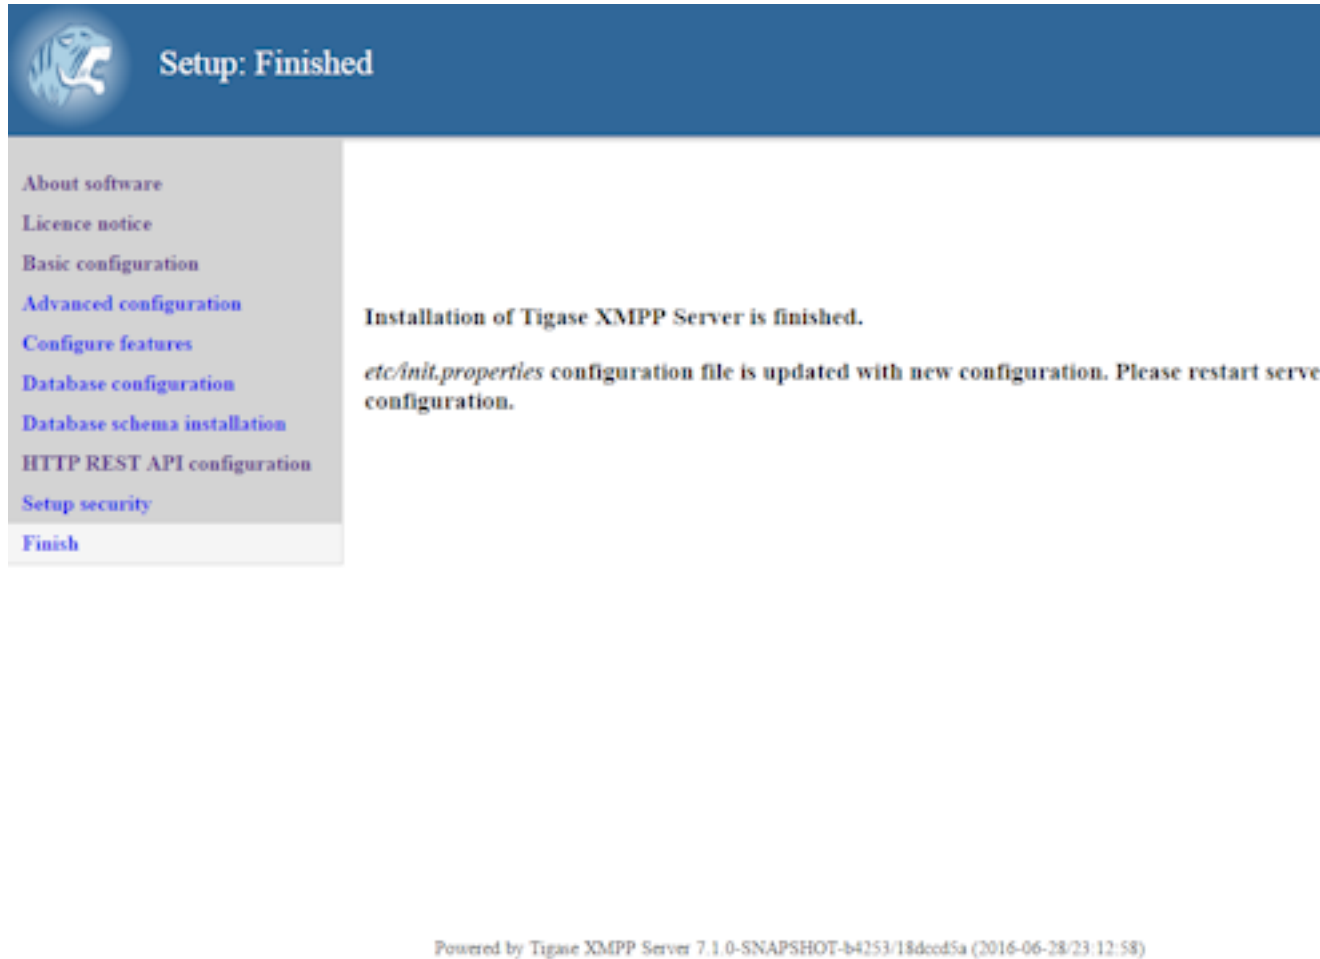 Setup: Finished
About software
Licence notice
Basic configuration
Advanced configuration
Configure features
Database configuration
Database schema installation
HTTP REST API configuration
Setup security
Finish
Installation of Tigase XMPP Server is finished.
etc/init.properties configuration file is updated with new configuration. Please restart serve
configuration.
Powered by Tigase XMPP Server 7.1.0-SNAPSHOT-b4253/18dccd5a (2016-06-28/23:12:58)